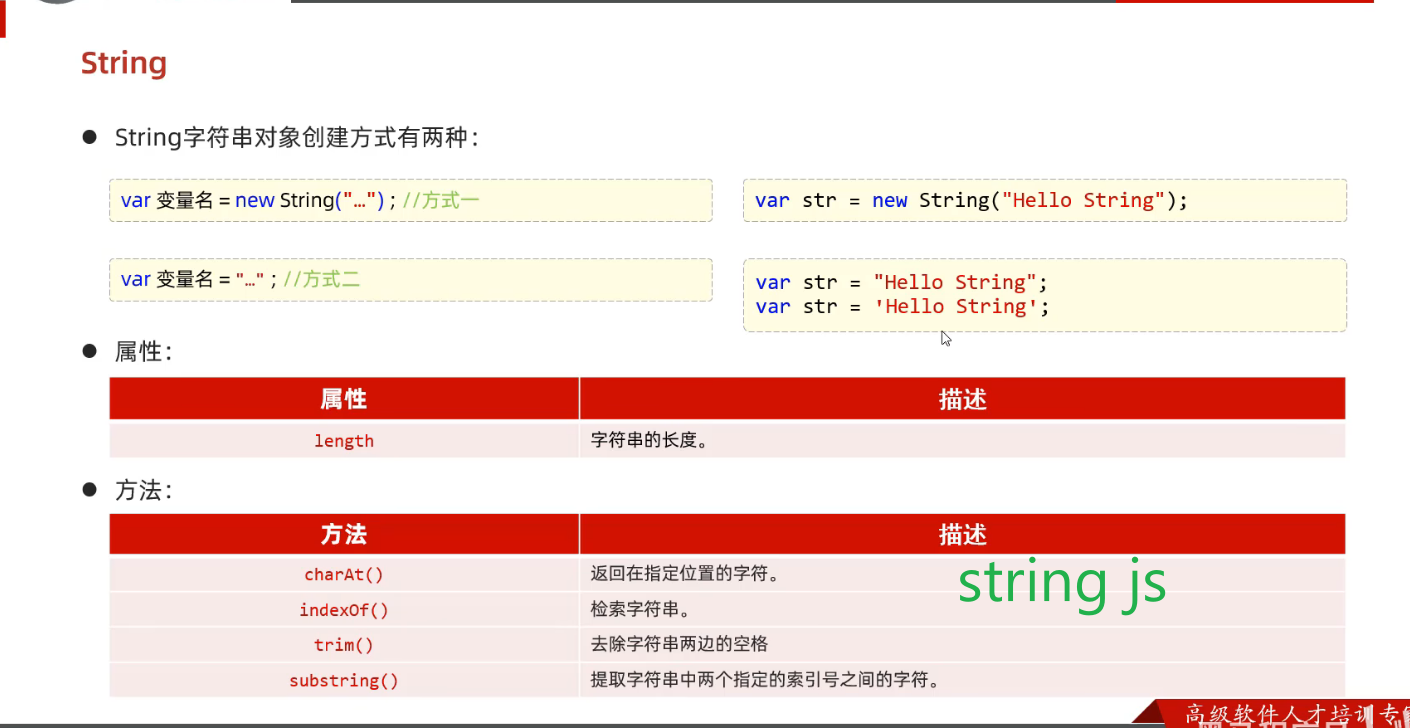 String
● String字符串对象创建方式有两种：
var 变量名 = new String("…") ; //方式一
var str = new String("Hello String");
var 变量名 = "…" ; //方式二
var str = "Hello String";
var str = 'Hello String';
● 属性：
属性 描述
length 字符串的长度。
● 方法：
方法 描述
charAt() 返回在指定位置的字符。
indexOf() 检索字符串。
trim() 去除字符串两边的空格
substring() 提取字符串中两个指定的索引号之间的字符。
string js
高级软件人才培训专